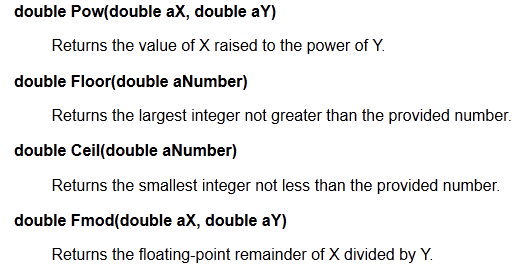 double Pow(double aX, double aY)
Returns the value of X raised to the power of Y.
double Floor(double aNumber)
Returns the largest integer not greater than the provided number.
double Ceil(double aNumber)
Returns the smallest integer not less than the provided number.
double Fmod(double aX, double aY)
Returns the floating-point remainder of X divided by Y.